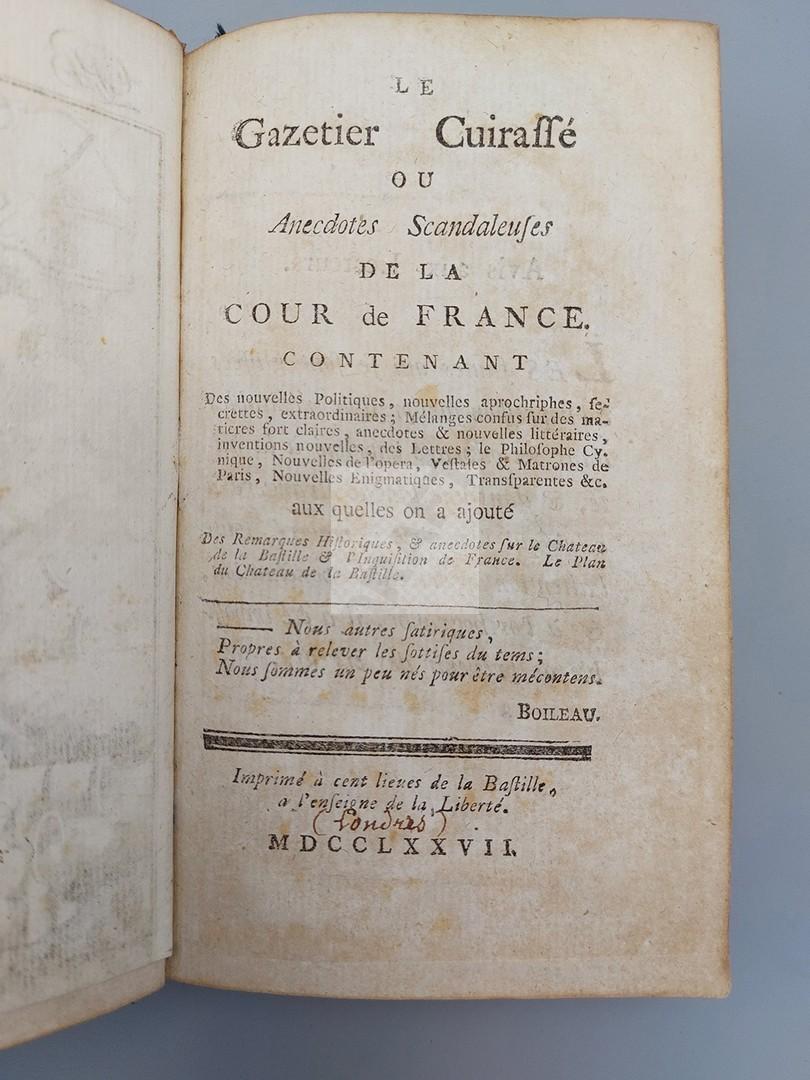 LE
Gazetier Cuiraſſé
OU
Anecdotes Scandaleuſes
DE LA
COUR de FRANCE.
CONTENANT
Des nouvelles Politiques, nouvelles aprochriphes, ſe-
crettes, extraordinaires; Mélanges confus ſur des ma-
tieres fort claires, anecdotes & nouvelles littéraires,
inventions nouvelles, des Lettres; le Philoſophe Cy-
nique, Nouvelles de l'opera, Veſtales & Matrones de
Paris, Nouvelles Enigmatiques, Tranſparentes &c.
aux quelles on a ajouté
Des Remarques Hiſtoriques, & anecdotes ſur le Chateau
de la Baſtille & l'Inquiſition de France. Le Plan
du Chateau de la Baſtille.
—— Nous autres ſatiriques,
Propres à relever les ſottiſes du tems;
Nous ſommes un peu nés pour être mécontens.
BOILEAU.
Imprimé à cent lieues de la Baſtille,
a l'enſeigne de la Liberté.
(Londres)
MDCCLXXVII.